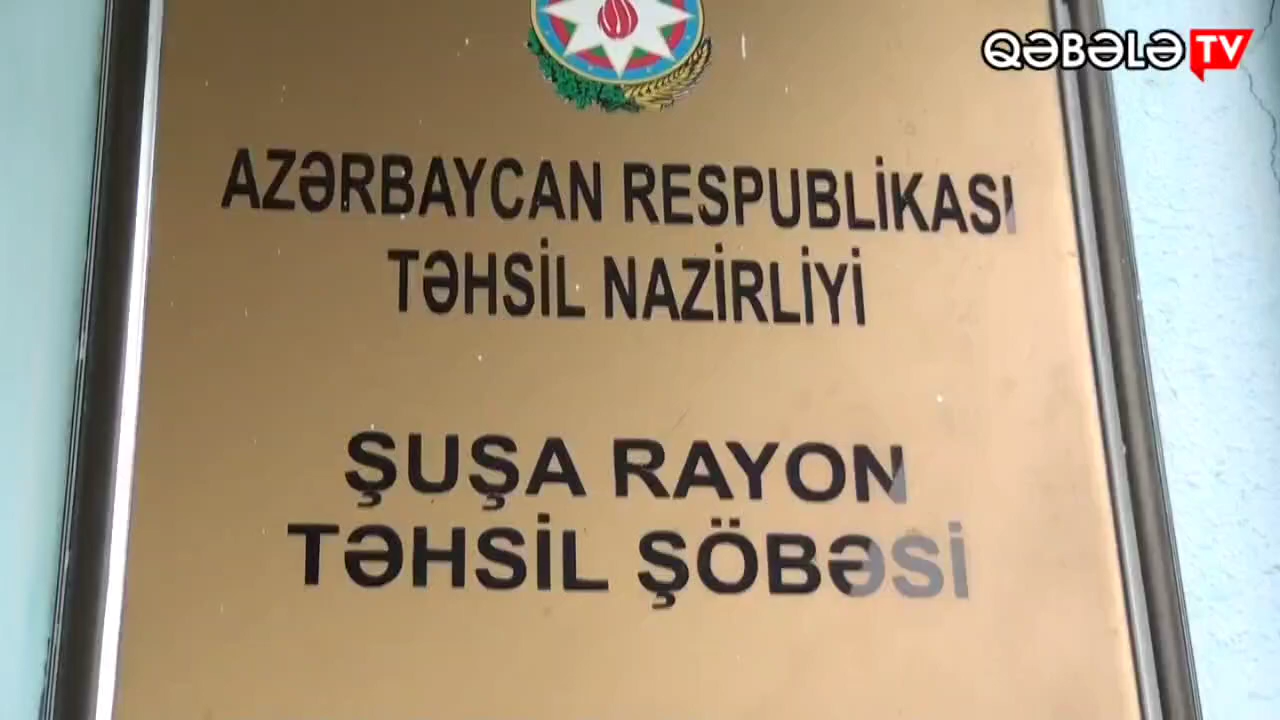 QƏBƏLƏ TV
AZƏRBAYCAN RESPUBLİKASI
TƏHSİL NAZİRLİYİ
ŞUŞA RAYON
TƏHSİL ŞÖBƏSİ